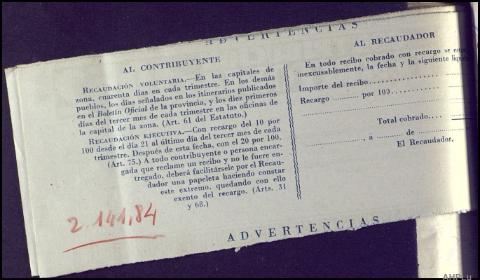 ADVERTENCIAS
AL CONTRIBUYENTE
RECAUDACIÓN VOLUNTARIA.—En las capitales de
zona, cuarenta días en cada trimestre. En los demás
pueblos, los días señalados en los itinerarios publicados
en el Boletín Oficial de la provincia, y los diez primeros
días del tercer mes de cada trimestre en las oficinas de
la capital de la zona. (Art. 61 del Estatuto.)
RECAUDACIÓN EJECUTIVA.—Con recargo del 10 por
100 desde el día 21 al último día del tercer mes de cada
trimestre. Después de esta fecha, con el 20 por 100.
(Art. 75.) A todo contribuyente o persona encar-
gada que reclame un recibo y no le fuere en-
tregado, deberá facilitársele por el Recau-
dador una papeleta haciendo constar
este extremo, quedando con ello
exento del recargo. (Arts. 31
y 68.)
2.141,84
AL RECAUDADOR
En todo recibo cobrado con recargo se
inexcusablemente, la fecha y la siguiente
Importe del recibo
Recargo por 100
Total cobrado
, a de
El Recaudador.
ADVERTENCIAS